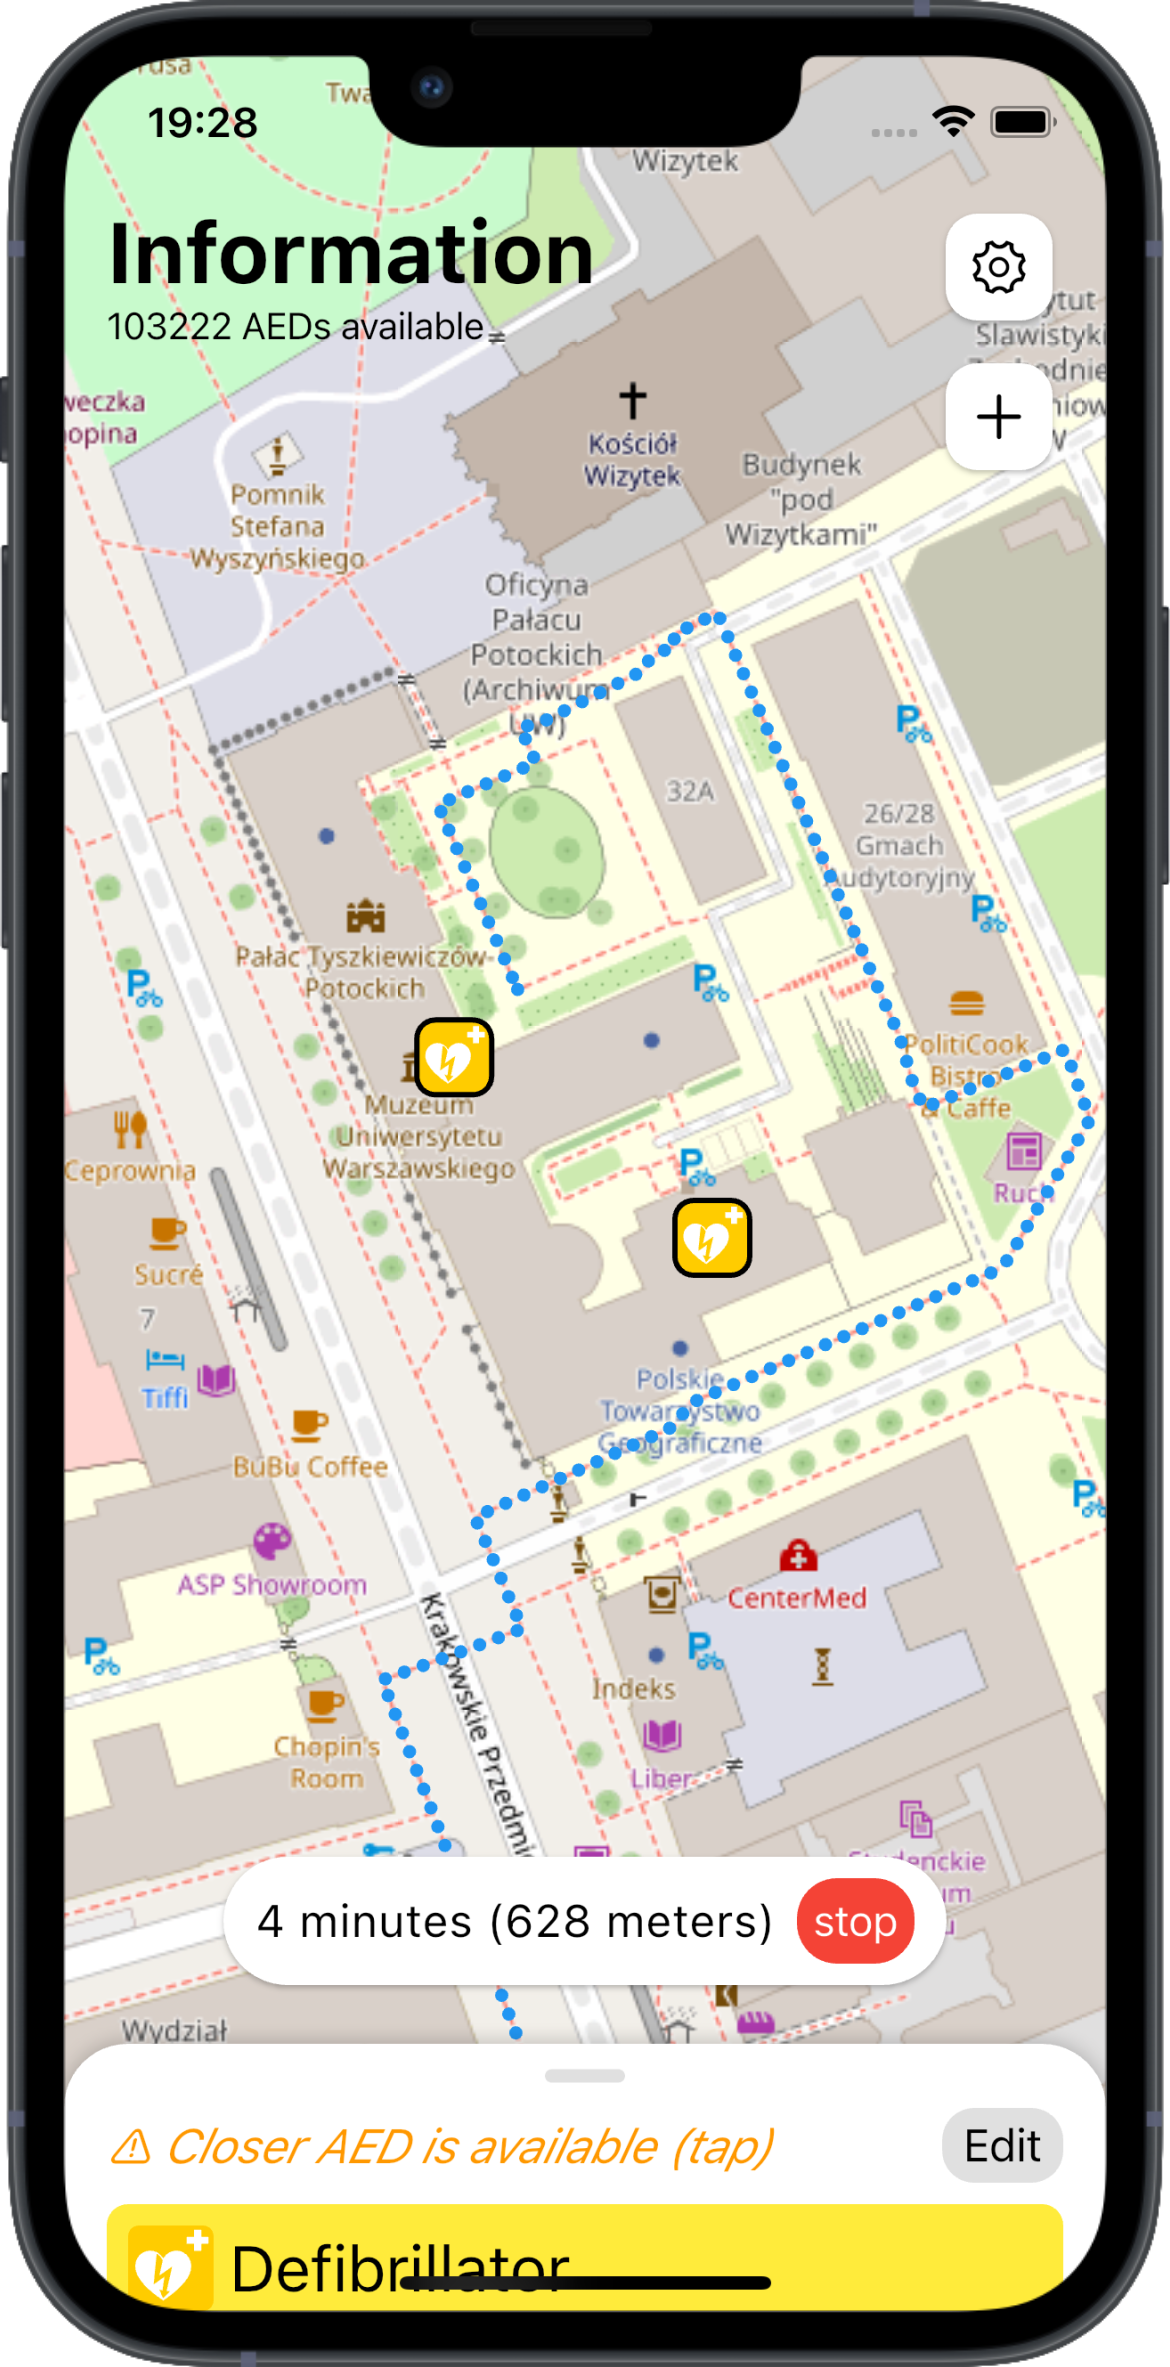 19:28
Wizytek
Information
103222 AEDs available
Slawistyki
Kościół
Wizytek
Budynek
"pod
Wizytkami"
Pomnik
Stefana
Wyszyńskiego
Oficyna
Pałacu
Potockich
(Archiwum
UW)
32A
26/28
Gmach
Audytoryjny
Pałac Tyszkiewiczów-
Potockich
PolitiCook
Bistro
& Caffe
Muzeum
Uniwersytetu
Warszawskiego
Ceprownia
Ruch
Sucré
7
Tiffi
Polskie
Towarzystwo
Geograficzne
BuBu Coffee
ASP Showroom
CenterMed
Krakowskie Przedmie
Indeks
Chopin's
Room
Liber
4 minutes (628 meters)
stop
Wydział
Closer AED is available (tap)
Edit
Defibrillator